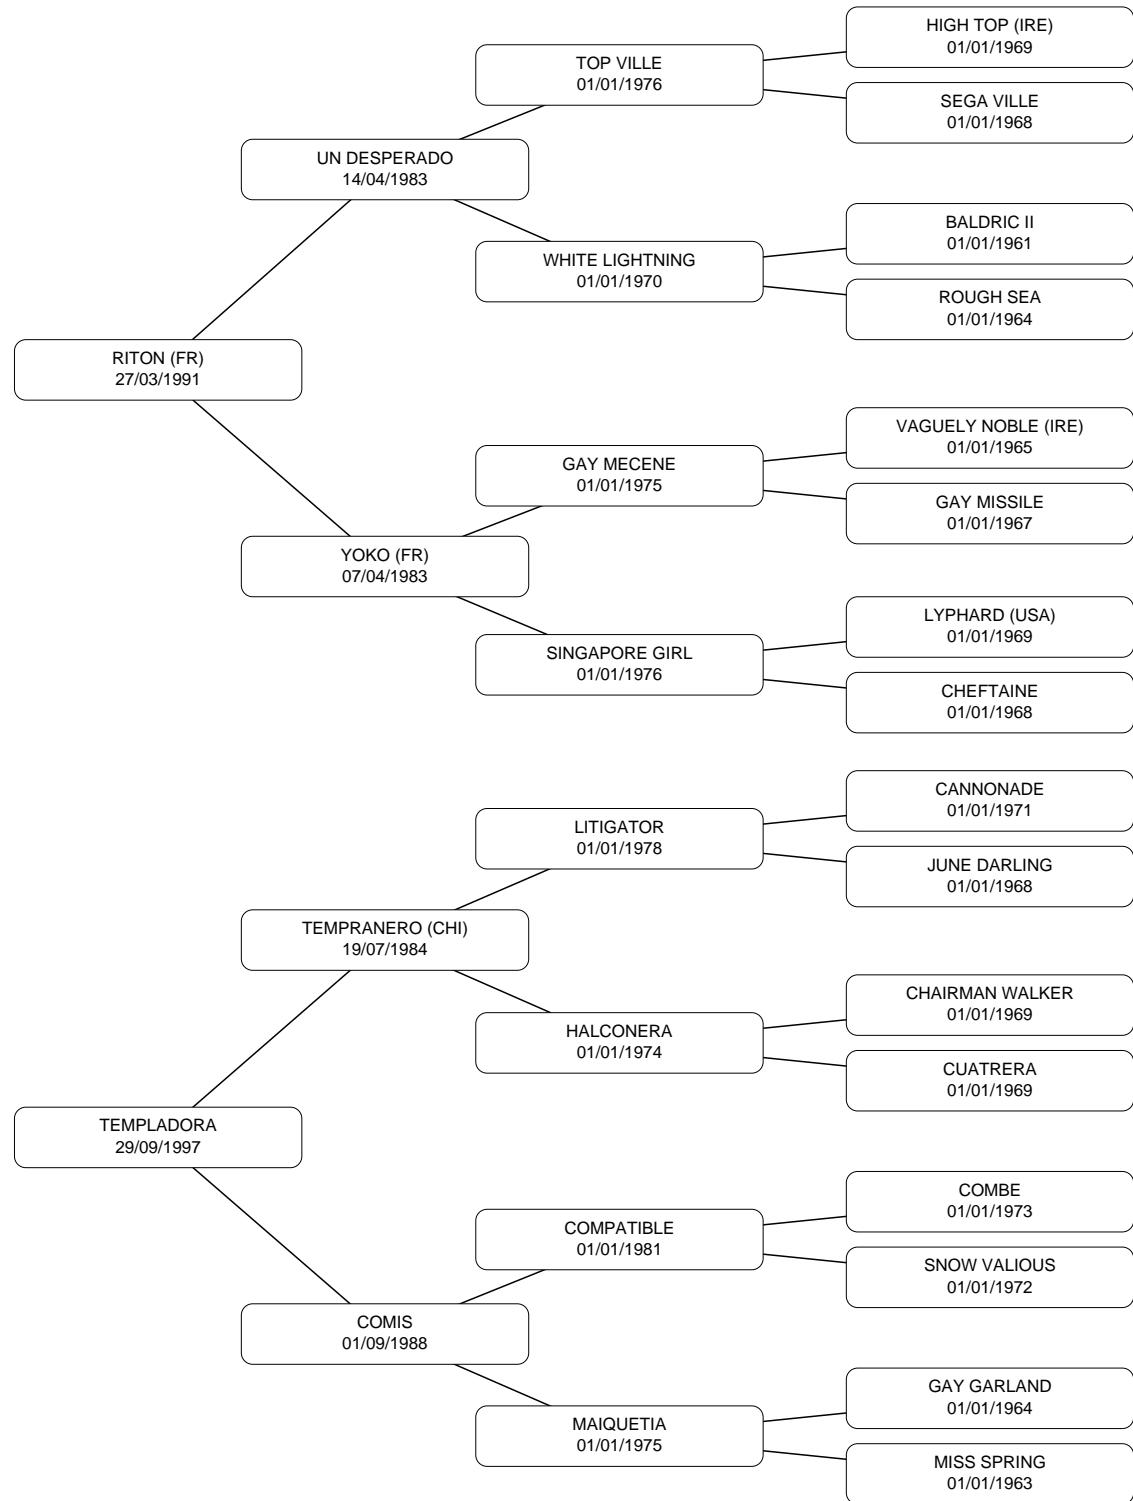 HIGH TOP (IRE)
01/01/1969
TOP VILLE
01/01/1976
SEGA VILLE
01/01/1968
UN DESPERADO
14/04/1983
BALDRIC II
01/01/1961
WHITE LIGHTNING
01/01/1970
ROUGH SEA
01/01/1964
RITON (FR)
27/03/1991
VAGUELY NOBLE (IRE)
01/01/1965
GAY MECENE
01/01/1975
GAY MISSILE
01/01/1967
YOKO (FR)
07/04/1983
LYPHARD (USA)
01/01/1969
SINGAPORE GIRL
01/01/1976
CHEFTAINE
01/01/1968
CANNONADE
01/01/1971
LITIGATOR
01/01/1978
JUNE DARLING
01/01/1968
TEMPRANERO (CHI)
19/07/1984
CHAIRMAN WALKER
01/01/1969
HALCONERA
01/01/1974
CUATRERA
01/01/1969
TEMPLADORA
29/09/1997
COMBE
01/01/1973
COMPATIBLE
01/01/1981
SNOW VALIOUS
01/01/1972
COMIS
01/09/1988
GAY GARLAND
01/01/1964
MAIQUETIA
01/01/1975
MISS SPRING
01/01/1963